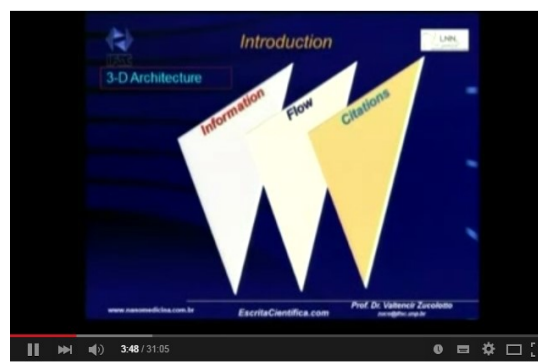 Introduction
LNN
3-D Architecture
Information
Flow
Citations
www.nanomedicina.com.br
EscritaCientifica.com
Prof. Dr. Valtencir Zucolotto
3:48 / 31:05